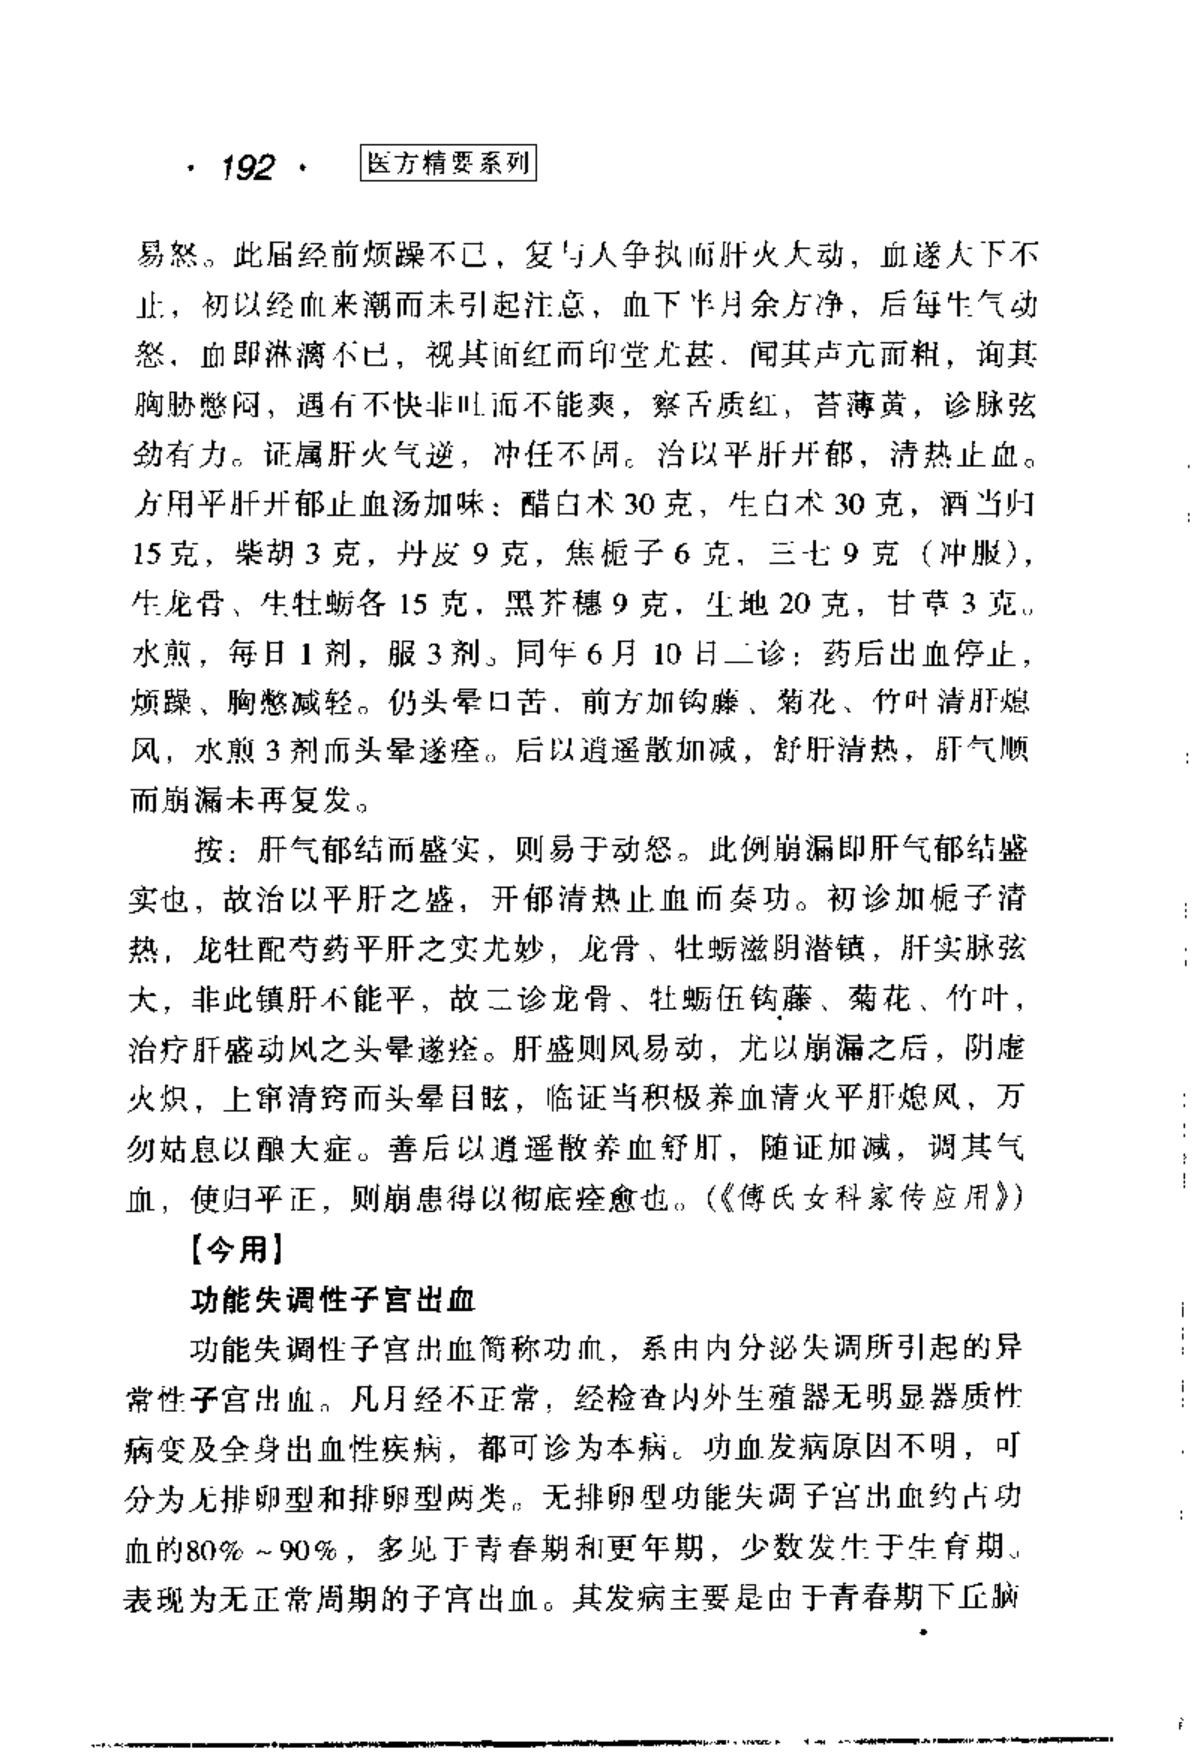 · 192 · 医方精要系列
易怒。此届经前烦躁不已，复与人争执而肝火大动，血遂大下不
止，初以经血来潮而未引起注意，血下半月余方净，后每生气动
怒，血即淋漓不已，视其面红而印堂尤甚、闻其声亢而粗，询其
胸胁憋闷，遇有不快非吐而不能爽，察舌质红，苔薄黄，诊脉弦
劲有力。证属肝火气逆，冲任不固。治以平肝开郁，清热止血。
方用平肝开郁止血汤加味：醋白术 30 克，生白术 30 克，酒当归
15 克，柴胡 3 克，丹皮 9 克，焦栀子 6 克，三七 9 克（冲服），
生龙骨、生牡蛎各 15 克，黑芥穗 9 克，生地 20 克，甘草 3 克。
水煎，每日 1 剂，服 3 剂。同年 6 月 10 日二诊：药后出血停止，
烦躁、胸憋减轻。仍头晕口苦，前方加钩藤、菊花、竹叶清肝熄
风，水煎 3 剂而头晕遂痊。后以逍遥散加减，舒肝清热，肝气顺
而崩漏未再复发。
按：肝气郁结而盛实，则易于动怒。此例崩漏即肝气郁结盛
实也，故治以平肝之盛，开郁清热止血而奏功。初诊加栀子清
热，龙牡配芍药平肝之实尤妙，龙骨、牡蛎滋阴潜镇，肝实脉弦
大，非此镇肝不能平，故二诊龙骨、牡蛎伍钩藤、菊花、竹叶，
治疗肝盛动风之头晕遂痊。肝盛则风易动，尤以崩漏之后，阴虚
火炽，上窜清窍而头晕目眩，临证当积极养血清火平肝熄风，万
勿姑息以酿大症。善后以逍遥散养血舒肝，随证加减，调其气
血，使归平正，则崩患得以彻底痊愈也。（《傅氏女科家传应用》）
【今用】
功能失调性子宫出血
功能失调性子宫出血简称功血，系由内分泌失调所引起的异
常性子宫出血。凡月经不正常，经检查内外生殖器无明显器质性
病变及全身出血性疾病，都可诊为本病。功血发病原因不明，可
分为无排卵型和排卵型两类。无排卵型功能失调子宫出血约占功
血的80%～90%，多见于青春期和更年期，少数发生于生育期。
表现为无正常周期的子宫出血。其发病主要是由于青春期下丘脑